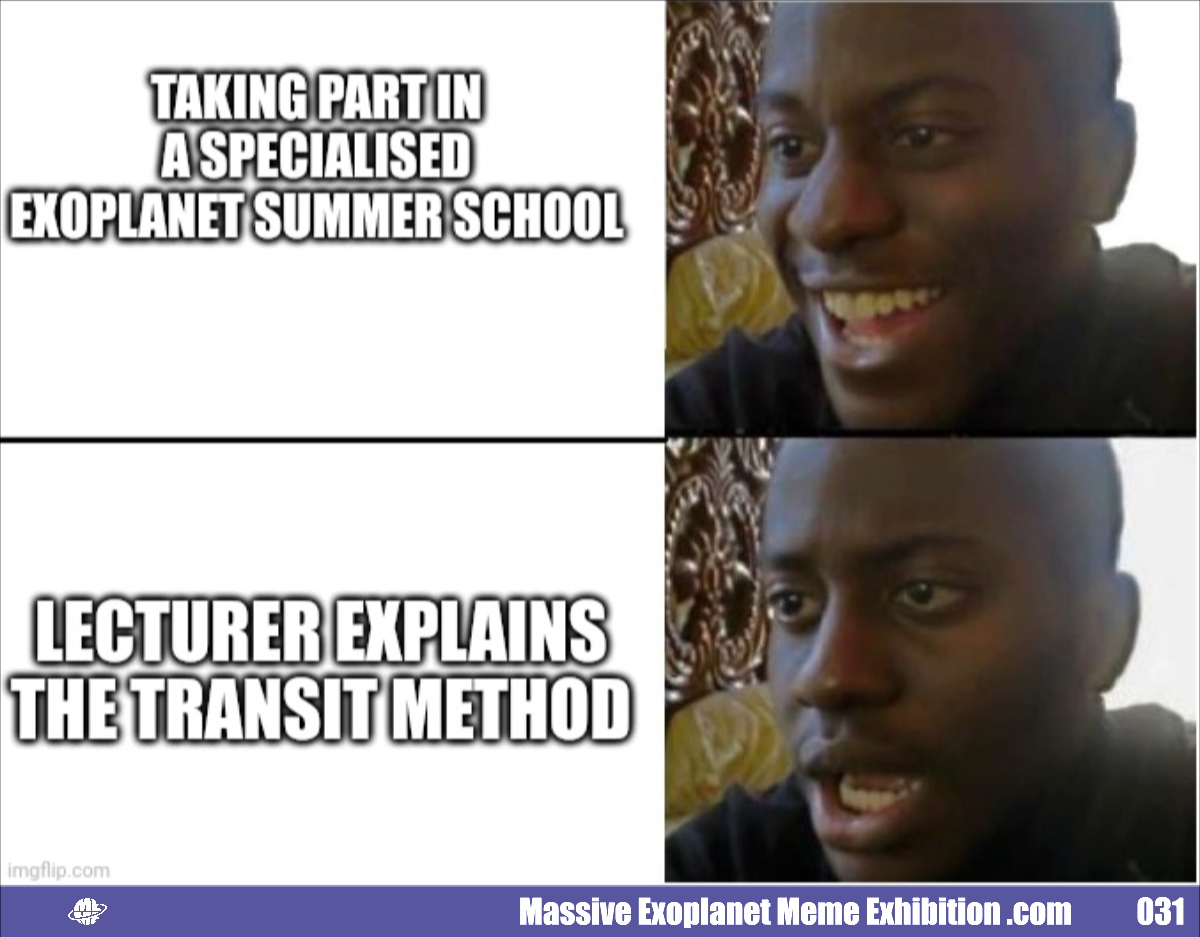 TAKING PART IN
A SPECIALISED
EXOPLANET SUMMER SCHOOL
LECTURER EXPLAINS
THE TRANSIT METHOD
imgflip.com
Massive Exoplanet Meme Exhibition .com 031